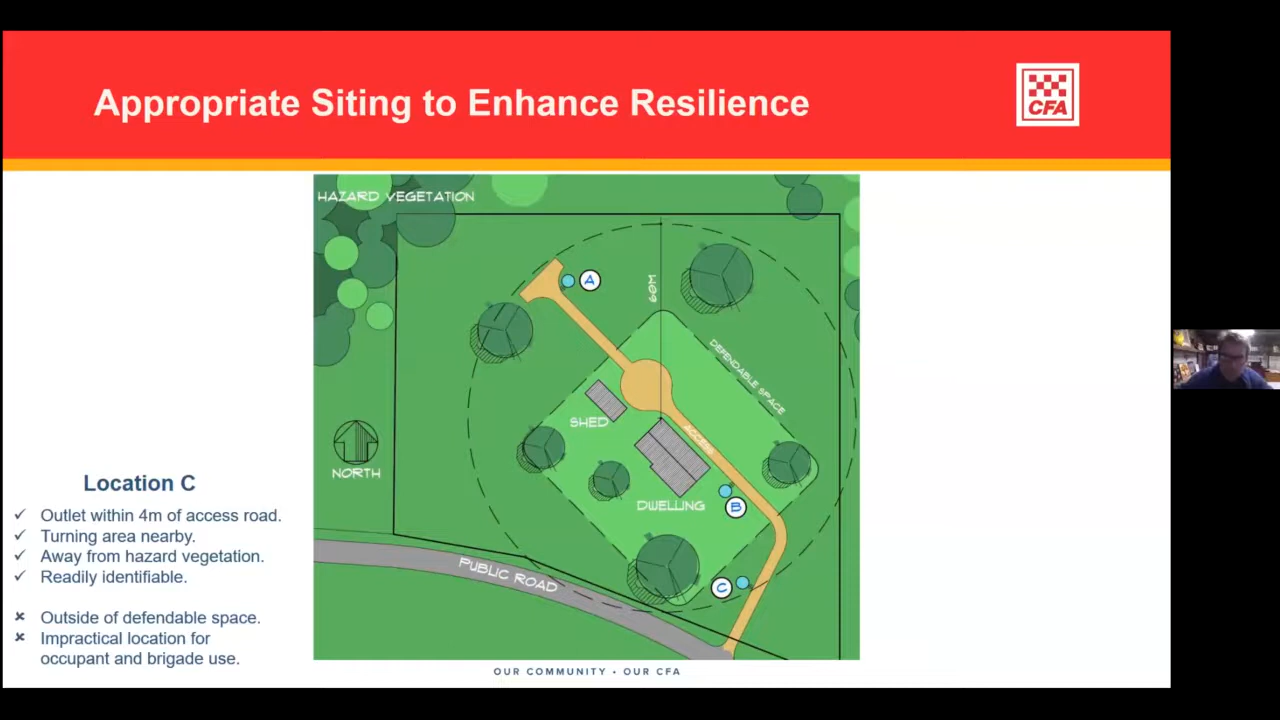 Appropriate Siting to Enhance Resilience
CFA
HAZARD VEGETATION
A
60M
DEFENDABLE SPACE
SHED
ACCESS
NORTH
DWELLING
B
PUBLIC ROAD
C
Location C
✓ Outlet within 4m of access road.
✓ Turning area nearby.
✓ Away from hazard vegetation.
✓ Readily identifiable.
✗ Outside of defendable space.
✗ Impractical location for
occupant and brigade use.
OUR COMMUNITY • OUR CFA